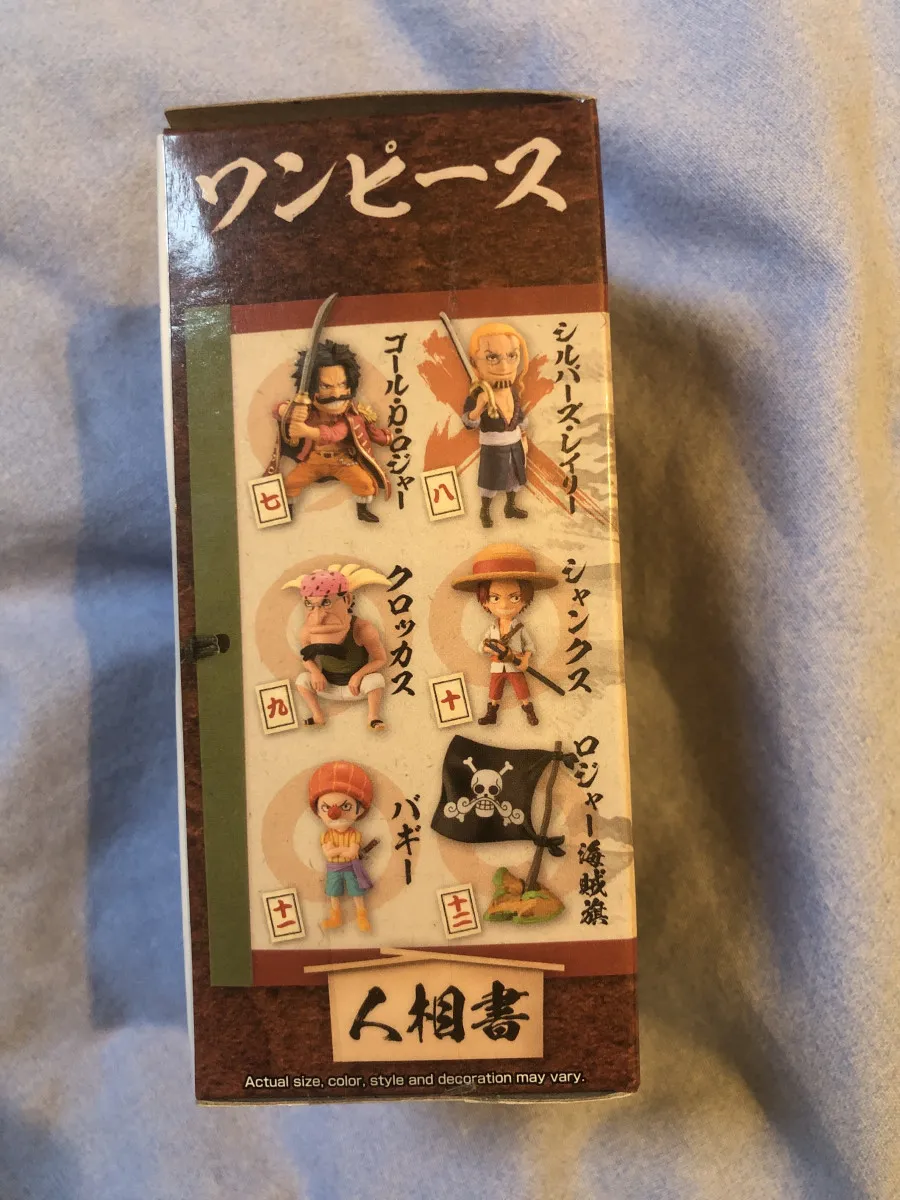 ワンピース
ゴール・D・ロジャー
七
シルバーズ・レイリー
八
クロッカス
九
シャンクス
十
バギー
十一
ロジャー海賊旗
十二
人相書
Actual size, color, style and decoration may vary.